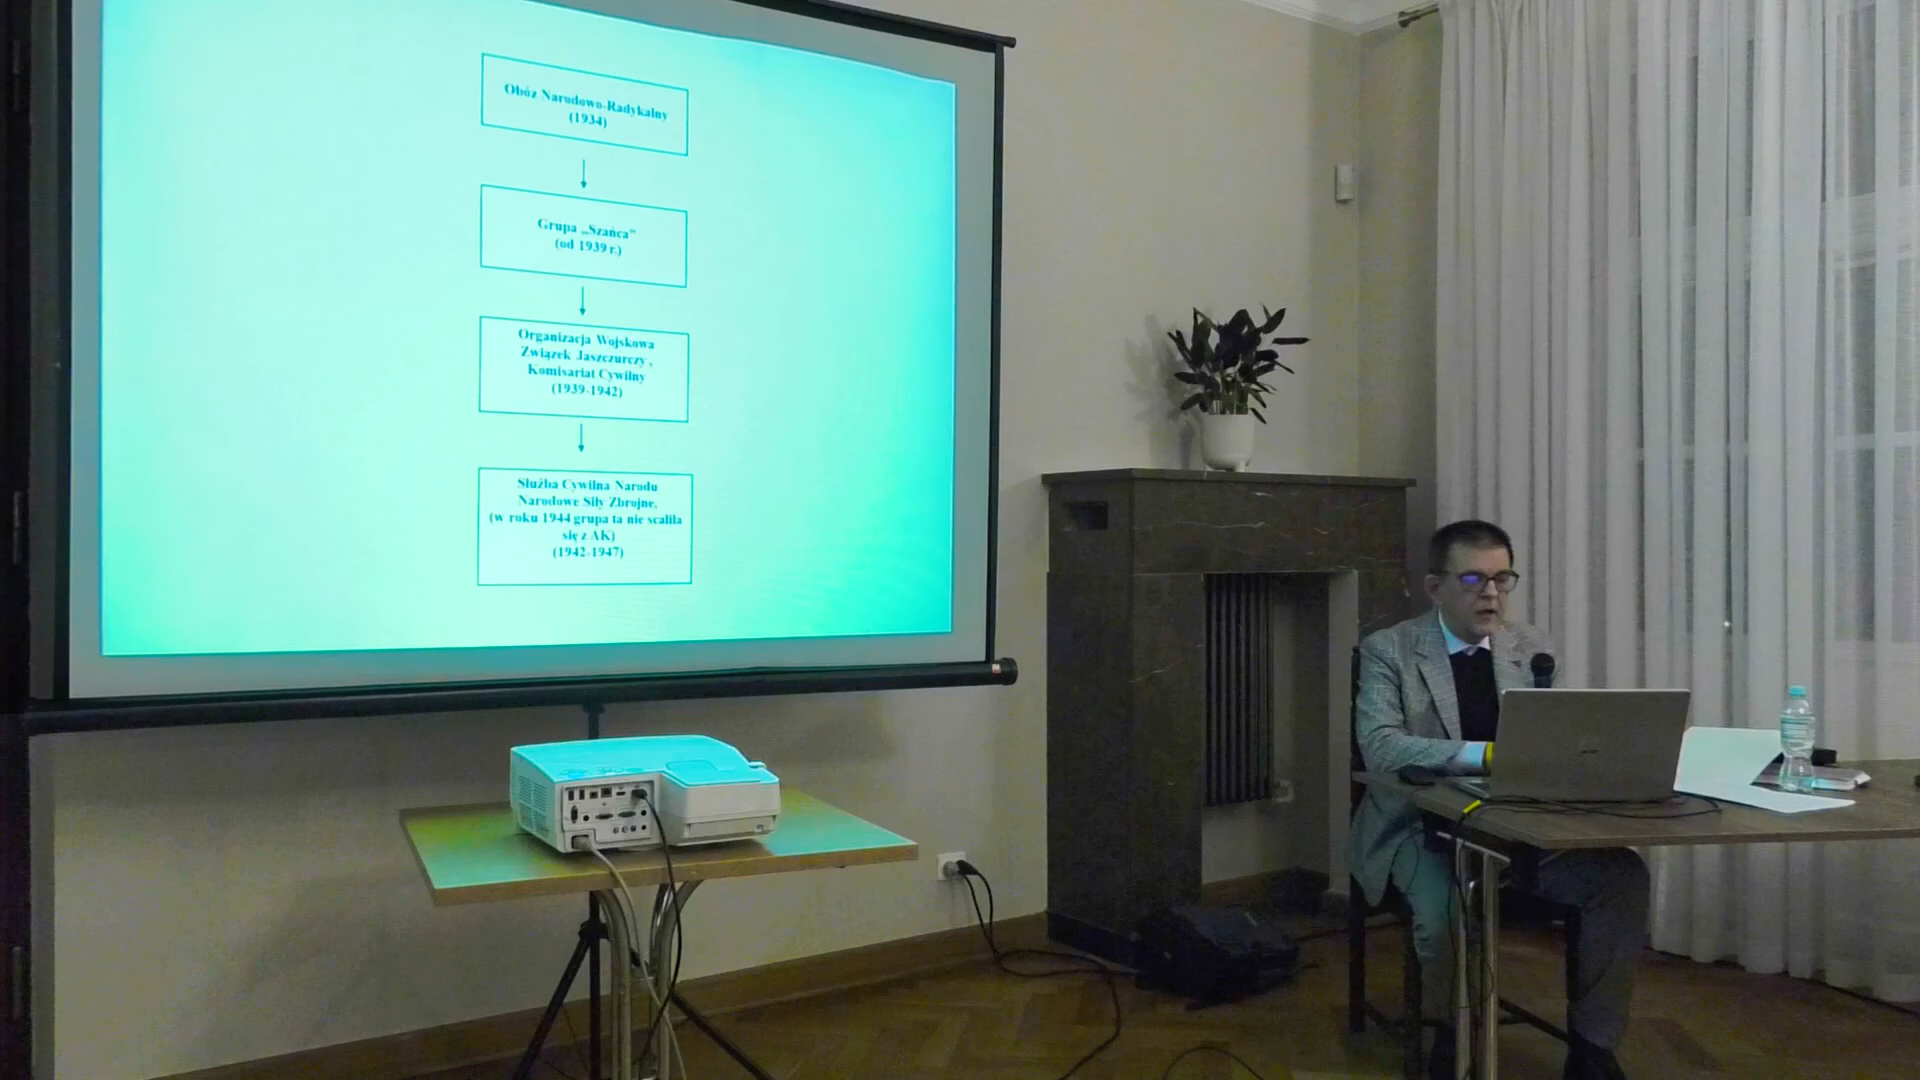 Obóz Narodowo-Radykalny
(1934)
Grupa „Szańca”
(od 1939 r.)
Organizacja Wojskowa
Związek Jaszczurczy ,
Komisariat Cywilny
(1939-1942)
Służba Cywilna Narodu
Narodowe Siły Zbrojne,
(w roku 1944 grupa ta nie scaliła
się z AK)
(1942-1947)